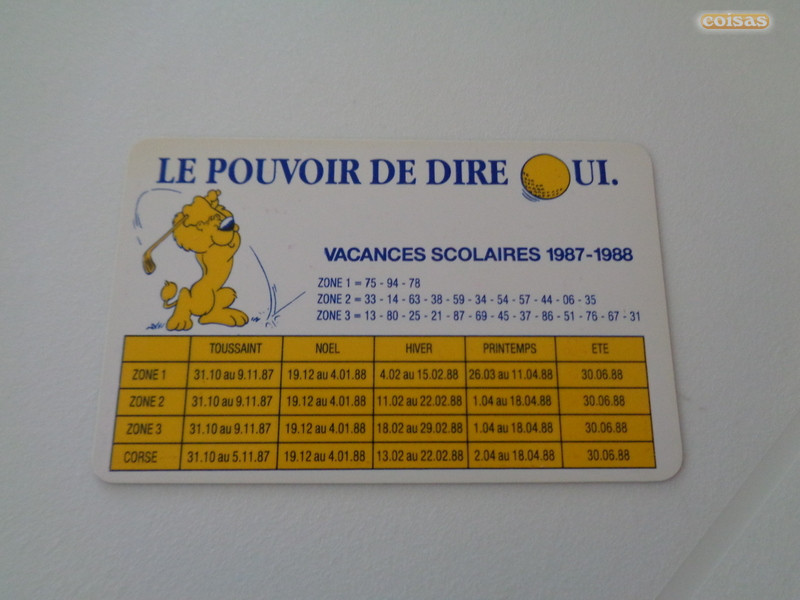 coisas
LE POUVOIR DE DIRE OUI.
VACANCES SCOLAIRES 1987-1988
ZONE 1 = 75 - 94 - 78
ZONE 2 = 33 - 14 - 63 - 38 - 59 - 34 - 54 - 57 - 44 - 06 - 35
ZONE 3 = 13 - 80 - 25 - 21 - 87 - 69 - 45 - 37 - 86 - 51 - 76 - 67 - 31
TOUSSAINT NOEL HIVER PRINTEMPS ETE
ZONE 1 31.10 au 9.11.87 19.12 au 4.01.88 4.02 au 15.02.88 26.03 au 11.04.88 30.06.88
ZONE 2 31.10 au 9.11.87 19.12 au 4.01.88 11.02 au 22.02.88 1.04 au 18.04.88 30.06.88
ZONE 3 31.10 au 9.11.87 19.12 au 4.01.88 18.02 au 29.02.88 1.04 au 18.04.88 30.06.88
CORSE 31.10 au 5.11.87 19.12 au 4.01.88 13.02 au 22.02.88 2.04 au 18.04.88 30.06.88